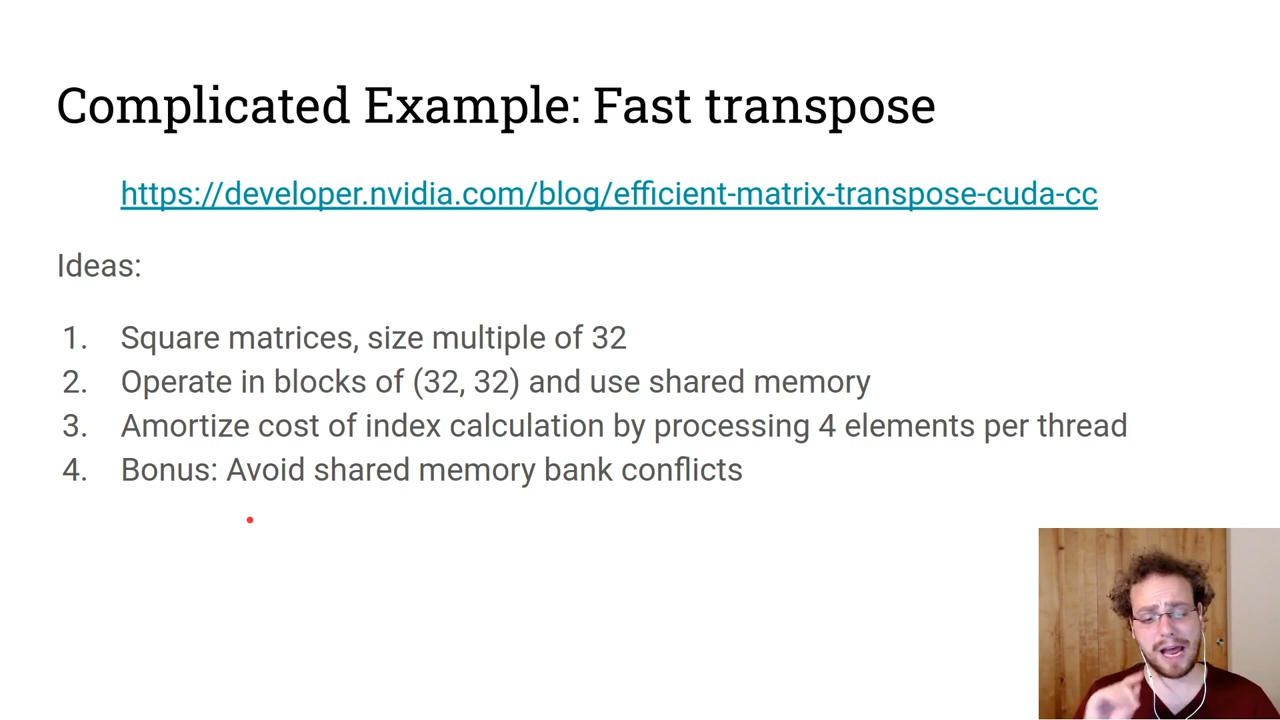 Complicated Example: Fast transpose
https://developer.nvidia.com/blog/efficient-matrix-transpose-cuda-cc
Ideas:
1. Square matrices, size multiple of 32
2. Operate in blocks of (32, 32) and use shared memory
3. Amortize cost of index calculation by processing 4 elements per thread
4. Bonus: Avoid shared memory bank conflicts